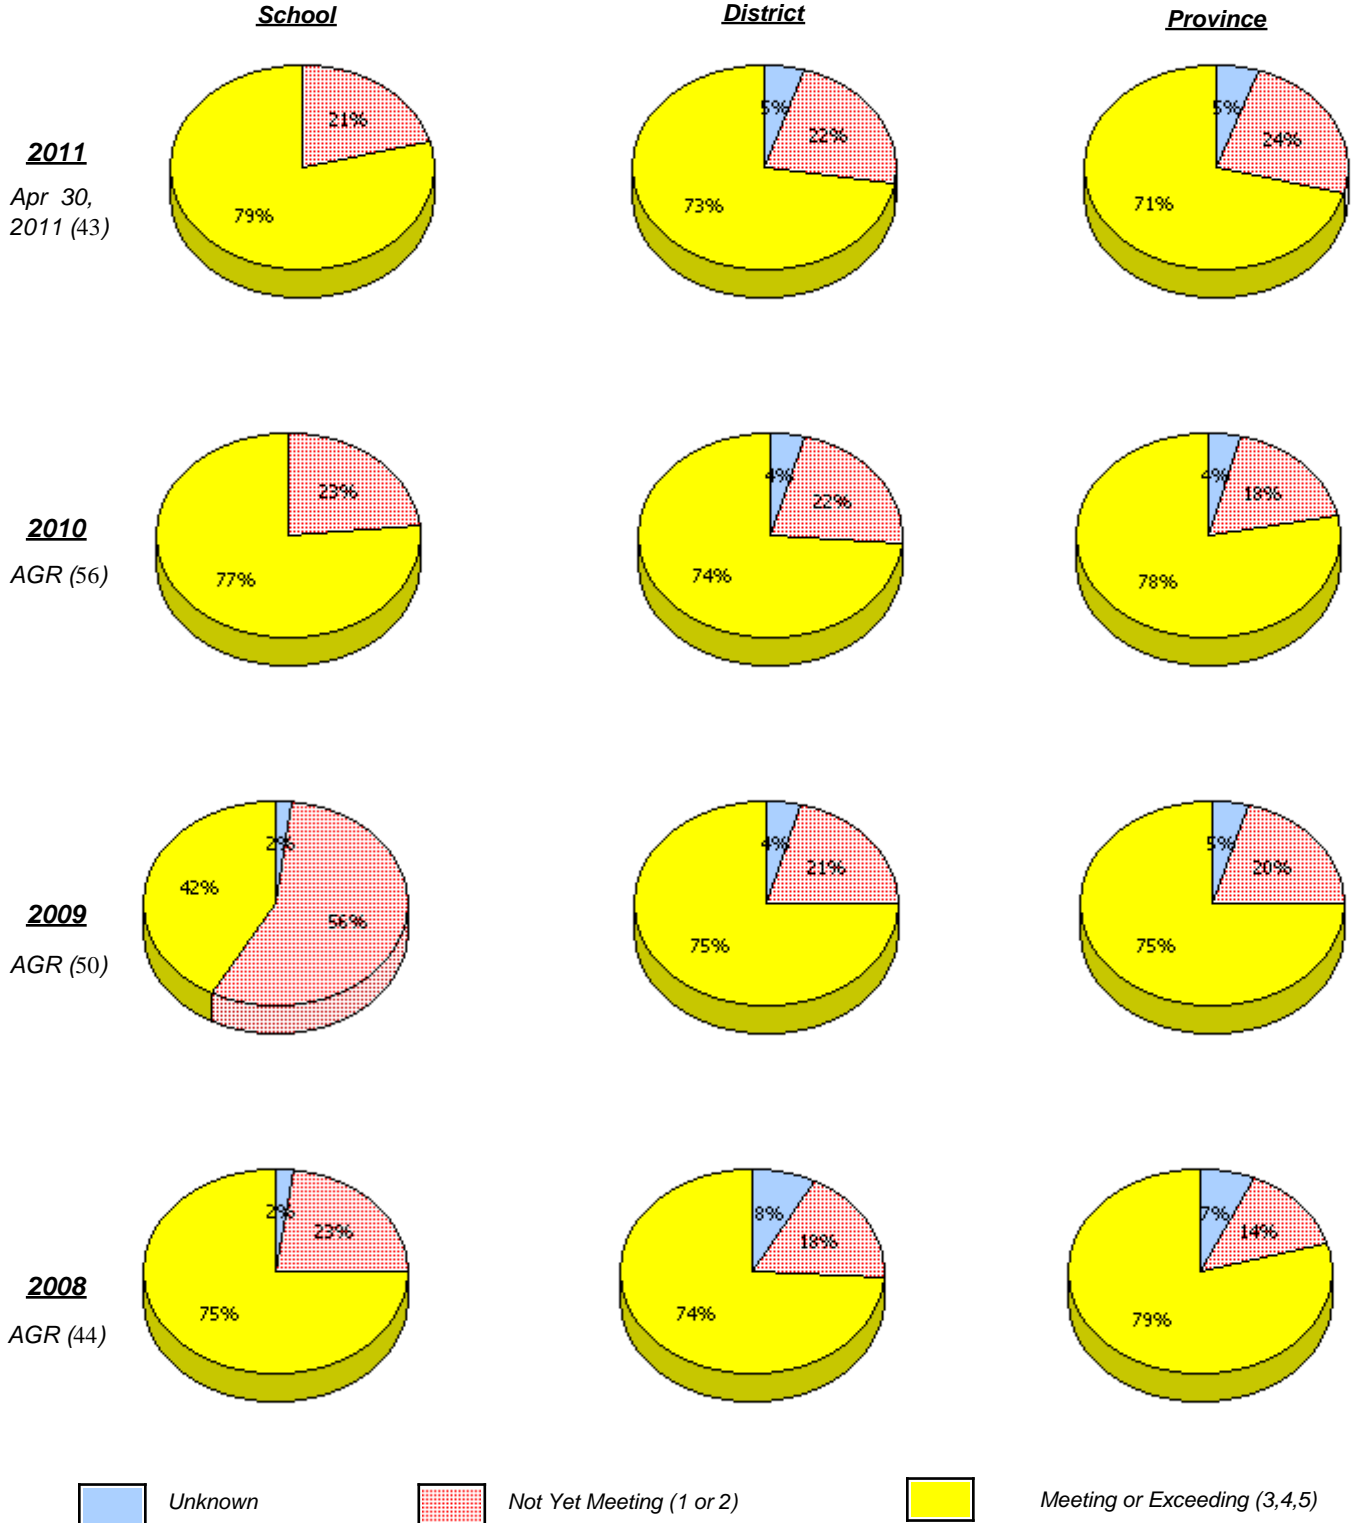 School District Province
21% 5% 22% 5% 24%
2011
Apr 30,
2011 (43)
79% 73% 71%
23% 4% 22% 4% 18%
2010
AGR (56)
77% 74% 78%
2% 4% 21% 5% 20%
42% 56%
2009
AGR (50)
75% 75%
2% 23% 8% 18% 7% 14%
2008
AGR (44)
75% 74% 79%
Unknown Not Yet Meeting (1 or 2) Meeting or Exceeding (3,4,5)